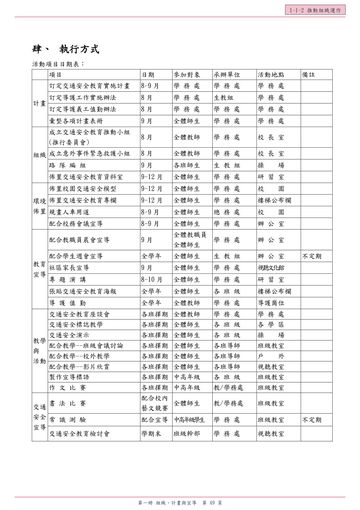 1-1-2 推動組織運作
肆、 執行方式
活動項目日期表：
項目 日期 參加對象 承辦單位 活動地點 備註
計畫 訂定交通安全教育實施計畫 8-9 月 學 務 處 學 務 處 學 務 處
訂定導護工作實施辦法 8 月 學 務 處 生教組 學 務 處
訂定導護義工值勤辦法 8 月 學 務 處 學 務 處 學 務 處
彙整各項計畫表冊 9 月 全體師生 學 務 處 學 務 處
組織 成立交通安全教育推動小組(推行委員會) 8 月 全體教師 學 務 處 校 長 室
成立意外事件緊急救護小組 8 月 全體教師 學 務 處 校 長 室
路 隊 編 組 9 月 各班師生 生 教 組 操 場
環境佈置 佈置交通安全教育資料室 9-12 月 全體師生 學 務 處 研 習 室
佈置校園交通安全模型 9-12 月 全體師生 學 務 處 校 園
佈置交通安全教育專欄 9-12 月 全體師生 學 務 處 樓梯公布欄
規畫人車用道 8-9 月 全體師生 總 務 處 校 園
配合校務會議宣導 8-9 月 全體師生 學 務 處 辦 公 室
教育宣導 配合教職員晨會宣導 9 月 全體教職員全體師生 學 務 處 辦 公 室
配合學生週會宣導 全學年 全體師生 生 教 組 辦 公 室 不定期
社區家長宣導 9 月 全體師生 學 務 處 視聽文化館
專 題 演 講 8-10 月 全體師生 學 務 處 研 習 室
張貼交通安全教育海報 全學年 全體師生 各 班 級 樓梯公布欄
導 護 值 勤 全學年 全體教師 學 務 處 導護崗位
教學與活動 交通安全教育座談會 各班擇期 全體教師 學 務 處 學 務 處
交通安全標誌教學 各班擇期 全體師生 各 班 級 各 學 區
交通安全演示 各班擇期 全體師生 各 班 級 操 場
配合教學─班級會議討論 各班擇期 全體師生 各班導師 班級教室
配合教學─校外教學 各班擇期 全體師生 各班導師 戶 外
配合教學─影片欣賞 各班擇期 全體師生 各班導師 視聽教室
製作宣導標語 各班擇期 中高年級 各 班 級 班級教室
作 文 比 賽 各班擇期 中高年級 教/學務處 班級教室
交通安全宣導 書 法 比 賽 配合校內藝文競賽 全體師生 教/學務處 班級教室
常 識 測 驗 配合宣導 中高年級學生 學 務 處 班級教室 不定期
交通安全教育檢討會 學期末 班級幹部 學 務 處 視聽教室
第一時 組織、計畫與宣導 第 69 頁